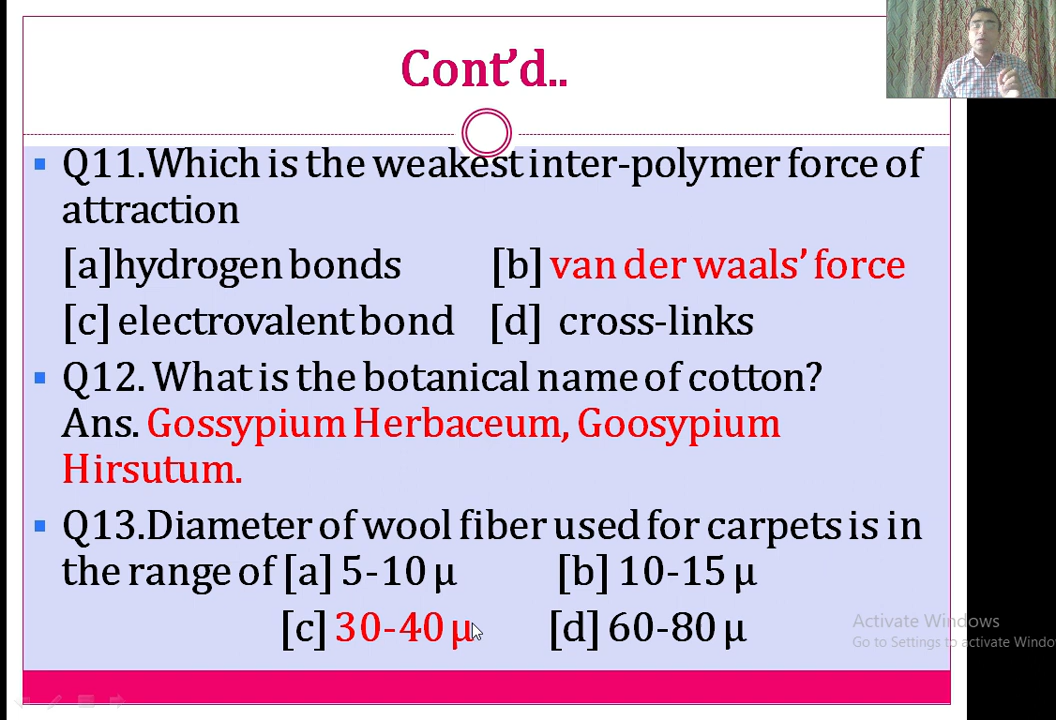 Cont’d..
Q11.Which is the weakest inter-polymer force of
attraction
[a]hydrogen bonds [b] van der waals’ force
[c] electrovalent bond [d] cross-links
Q12. What is the botanical name of cotton?
Ans. Gossypium Herbaceum, Goosypium
Hirsutum.
Q13.Diameter of wool fiber used for carpets is in
the range of [a] 5-10 µ [b] 10-15 µ
[c] 30-40 µ [d] 60-80 µ
Activate Windows
Go to Settings to activate Windo